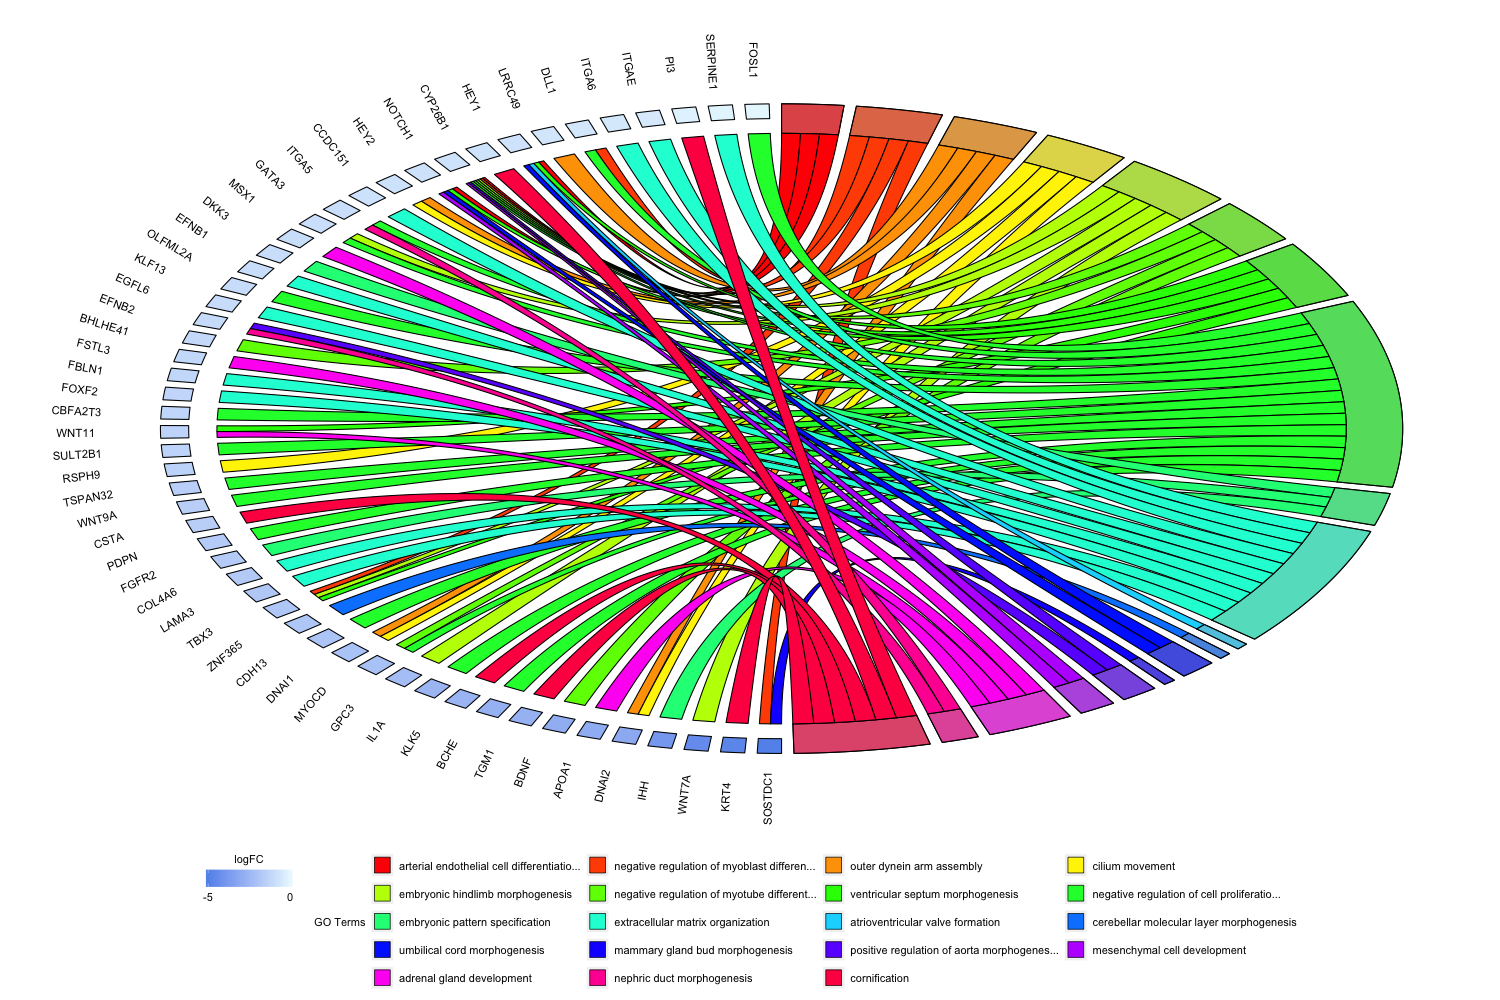 FOSL1
SERPINE1
PI3
ITGAE
ITGA6
DLL1
LRRC49
HEY1
CYP26B1
NOTCH1
HEY2
CCDC151
ITGA5
GATA3
MSX1
DKK3
EFNB1
OLFML2A
KLF13
EGFL6
EFNB2
BHLHE41
FSTL3
FBLN1
FOXF2
CBFA2T3
WNT11
SULT2B1
RSPH9
TSPAN32
WNT9A
CSTA
PDPN
FGFR2
COL4A6
LAMA3
TBX3
ZNF365
CDH13
DNAI1
MYOCD
GPC3
IL1A
KLK5
BCHE
TGM1
BDNF
APOA1
DNAI2
IHH
WNT7A
KRT4
SOSTDC1
logFC
-5 0
GO Terms
arterial endothelial cell differentiatio... negative regulation of myoblast differen... outer dynein arm assembly cilium movement
embryonic hindlimb morphogenesis negative regulation of myotube different... ventricular septum morphogenesis negative regulation of cell proliferatio...
embryonic pattern specification extracellular matrix organization atrioventricular valve formation cerebellar molecular layer morphogenesis
umbilical cord morphogenesis mammary gland bud morphogenesis positive regulation of aorta morphogenes... mesenchymal cell development
adrenal gland development nephric duct morphogenesis cornification